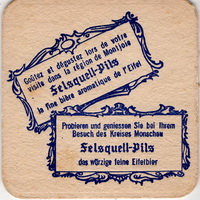 Goûtez et dégustez lors de votre
visite dans la région de Montjoie
Felsquell-Pils
la fine bière aromatique de l'Eifel
Probieren und geniessen Sie bei Ihrem
Besuch des Kreises Monschau
Felsquell-Pils
das würzige feine Eifelbier